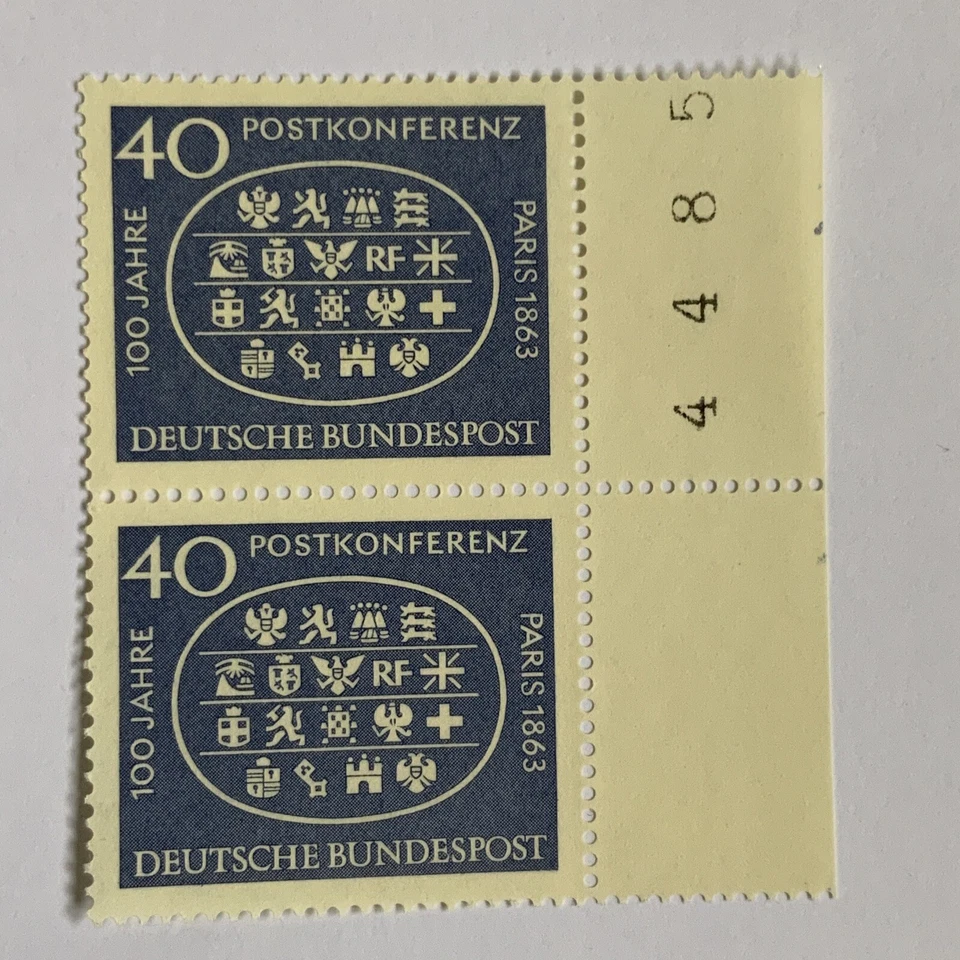 40 POSTKONFERENZ
100 JAHRE
PARIS 1863
RF
DEUTSCHE BUNDESPOST
4485
40 POSTKONFERENZ
100 JAHRE
PARIS 1863
RF
DEUTSCHE BUNDESPOST